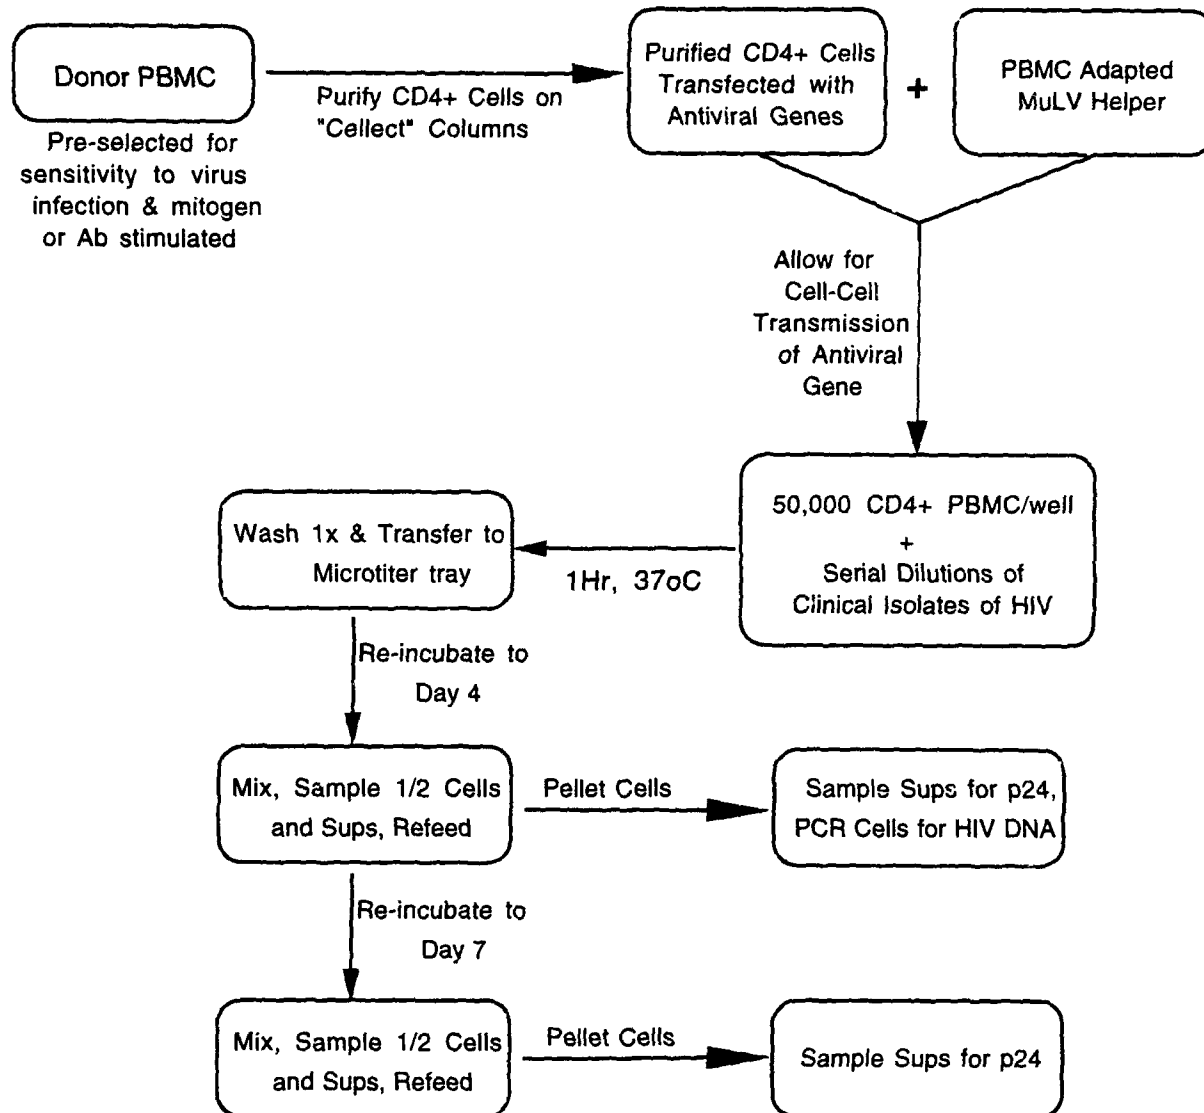 Donor PBMC
Pre-selected for
sensitivity to virus
infection & mitogen
or Ab stimulated
Purify CD4+ Cells on
"Cellect" Columns
Purified CD4+ Cells
Transfected with
Antiviral Genes
+
PBMC Adapted
MuLV Helper
Allow for
Cell-Cell
Transmission
of Antiviral
Gene
50,000 CD4+ PBMC/well
+
Serial Dilutions of
Clinical Isolates of HIV
1Hr, 37oC
Wash 1x & Transfer to
Microtiter tray
Re-incubate to
Day 4
Mix, Sample 1/2 Cells
and Sups, Refeed
Pellet Cells
Sample Sups for p24,
PCR Cells for HIV DNA
Re-incubate to
Day 7
Mix, Sample 1/2 Cells
and Sups, Refeed
Pellet Cells
Sample Sups for p24